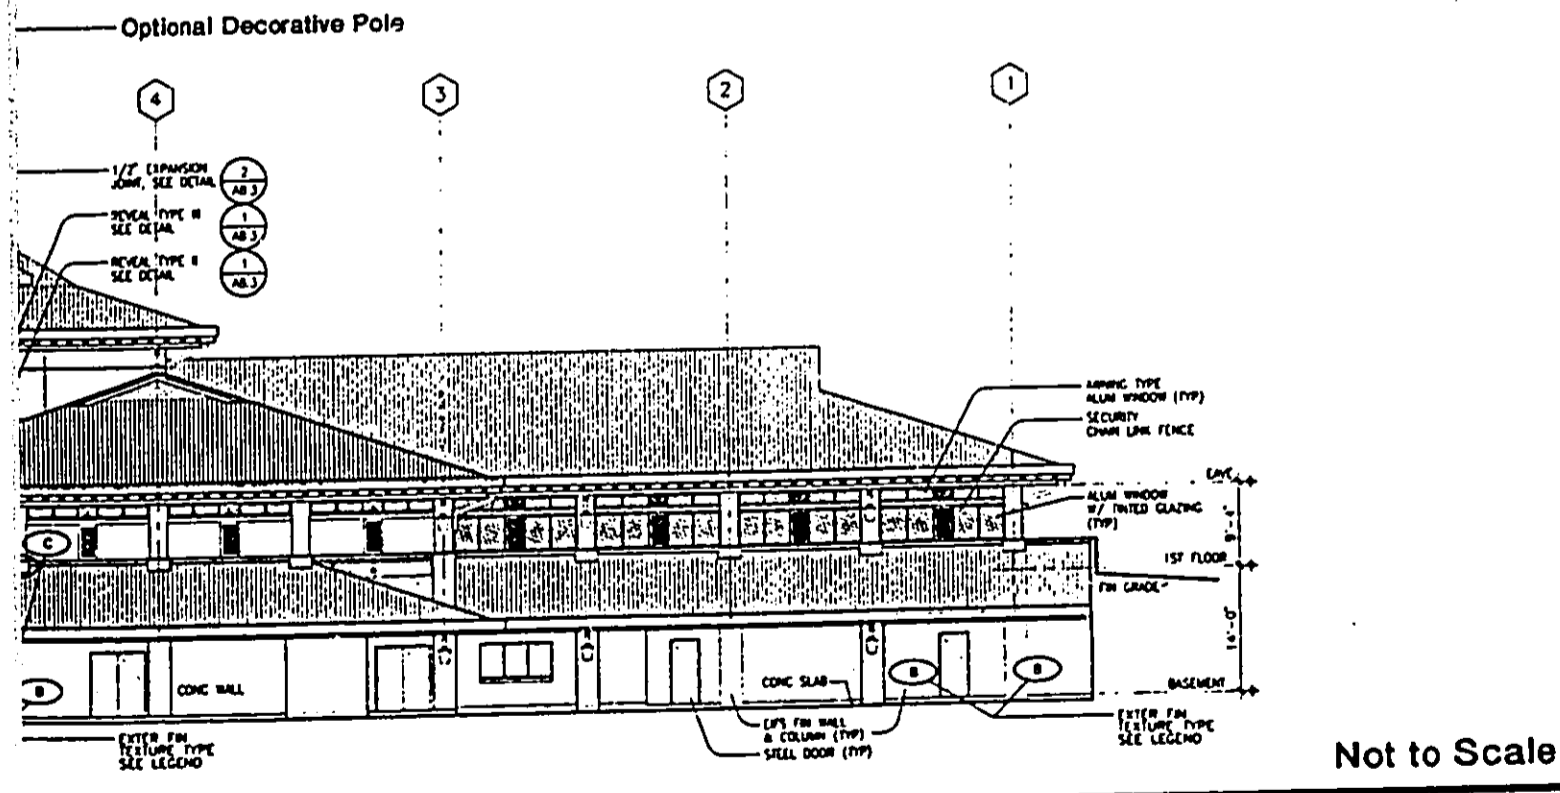 Optional Decorative Pole
4
3
2
1
1/2" EXPANSION
JOINT, SEE DETAIL
2
A8.3
REVEAL TYPE III
SEE DETAIL
1
A8.3
REVEAL TYPE II
SEE DETAIL
1
A8.3
AWNING TYPE
ALUM WINDOW (TYP)
SECURITY
CHAIN LINK FENCE
EAVE
ALUM WINDOW
W/ TINTED GLAZING
(TYP)
9'-4"
1ST FLOOR
FIN GRADE
14'-0"
C
B
CONC WALL
CONC SLAB
B
B
BASEMENT
EXTER FIN
TEXTURE TYPE
SEE LEGEND
EIFS FIN WALL
& COLUMN (TYP)
STEEL DOOR (TYP)
EXTER FIN
TEXTURE TYPE
SEE LEGEND
Not to Scale